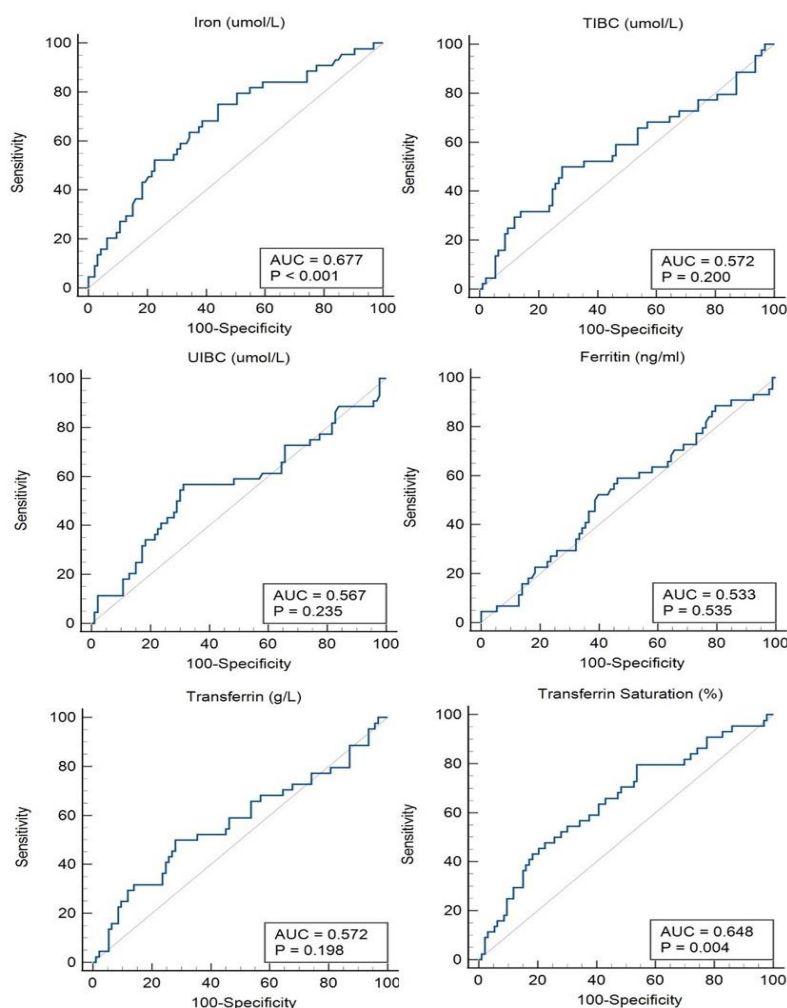 Iron (umol/L)
100
80
60
40
20
0
Sensitivity
AUC = 0.677
P < 0.001
0 20 40 60 80 100
100-Specificity
TIBC (umol/L)
100
80
60
40
20
0
Sensitivity
AUC = 0.572
P = 0.200
0 20 40 60 80 100
100-Specificity
UIBC (umol/L)
100
80
60
40
20
0
Sensitivity
AUC = 0.567
P = 0.235
0 20 40 60 80 100
100-Specificity
Ferritin (ng/ml)
100
80
60
40
20
0
Sensitivity
AUC = 0.533
P = 0.535
0 20 40 60 80 100
100-Specificity
Transferrin (g/L)
100
80
60
40
20
0
Sensitivity
AUC = 0.572
P = 0.198
0 20 40 60 80 100
100-Specificity
Transferrin Saturation (%)
100
80
60
40
20
0
Sensitivity
AUC = 0.648
P = 0.004
0 20 40 60 80 100
100-Specificity